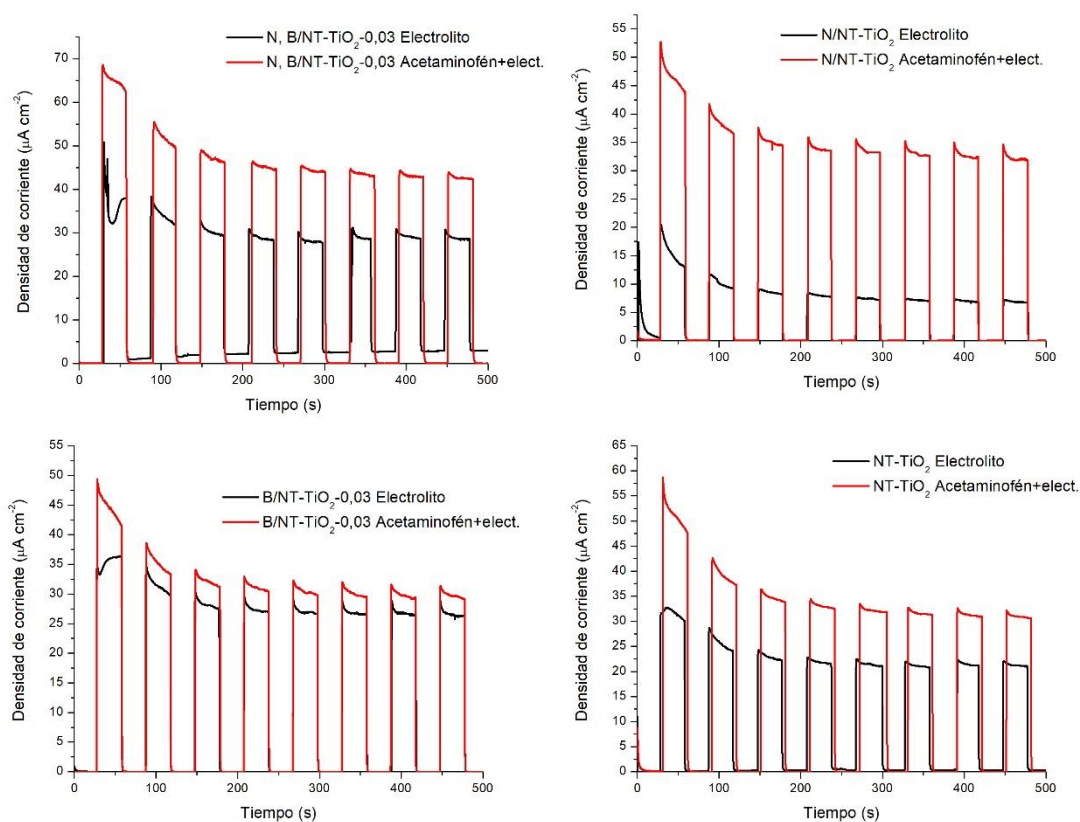 N, B/NT-TiO₂-0,03 Electrolito
N, B/NT-TiO₂-0,03 Acetaminofén+elect.
Densidad de corriente (µA cm⁻²)
70
60
50
40
30
20
10
0
0 100 200 300 400 500
Tiempo (s)
N/NT-TiO₂ Electrolito
N/NT-TiO₂ Acetaminofén+elect.
Densidad de corriente (µA cm⁻²)
55
50
45
40
35
30
25
20
15
10
5
0
0 100 200 300 400 500
Tiempo (s)
B/NT-TiO₂-0,03 Electrolito
B/NT-TiO₂-0,03 Acetaminofén+elect.
Densidad de corriente (µA cm⁻²)
55
50
45
40
35
30
25
20
15
10
5
0
0 100 200 300 400 500
Tiempo (s)
NT-TiO₂ Electrolito
NT-TiO₂ Acetaminofén+elect.
Densidad de corriente (µA cm⁻²)
65
60
55
50
45
40
35
30
25
20
15
10
5
0
0 100 200 300 400 500
Tiempo (s)